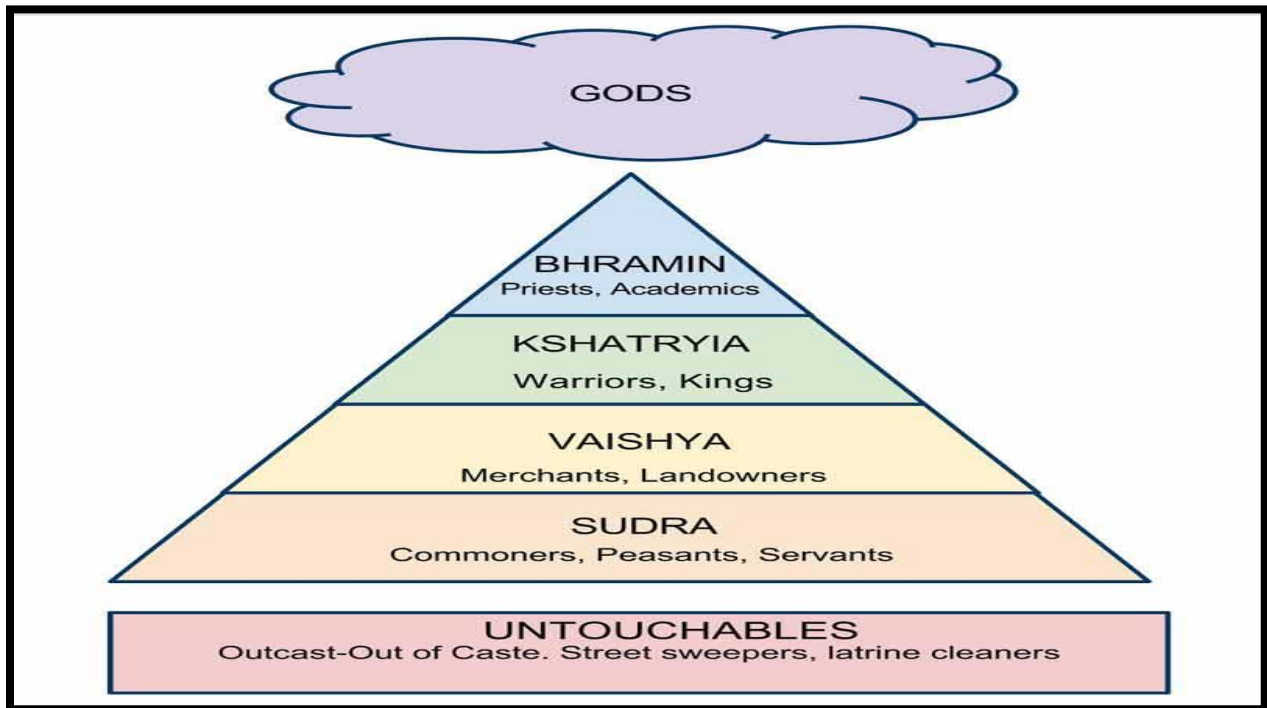 GODS
BHRAMIN
Priests, Academics
KSHATRYIA
Warriors, Kings
VAISHYA
Merchants, Landowners
SUDRA
Commoners, Peasants, Servants
UNTOUCHABLES
Outcast-Out of Caste. Street sweepers, latrine cleaners